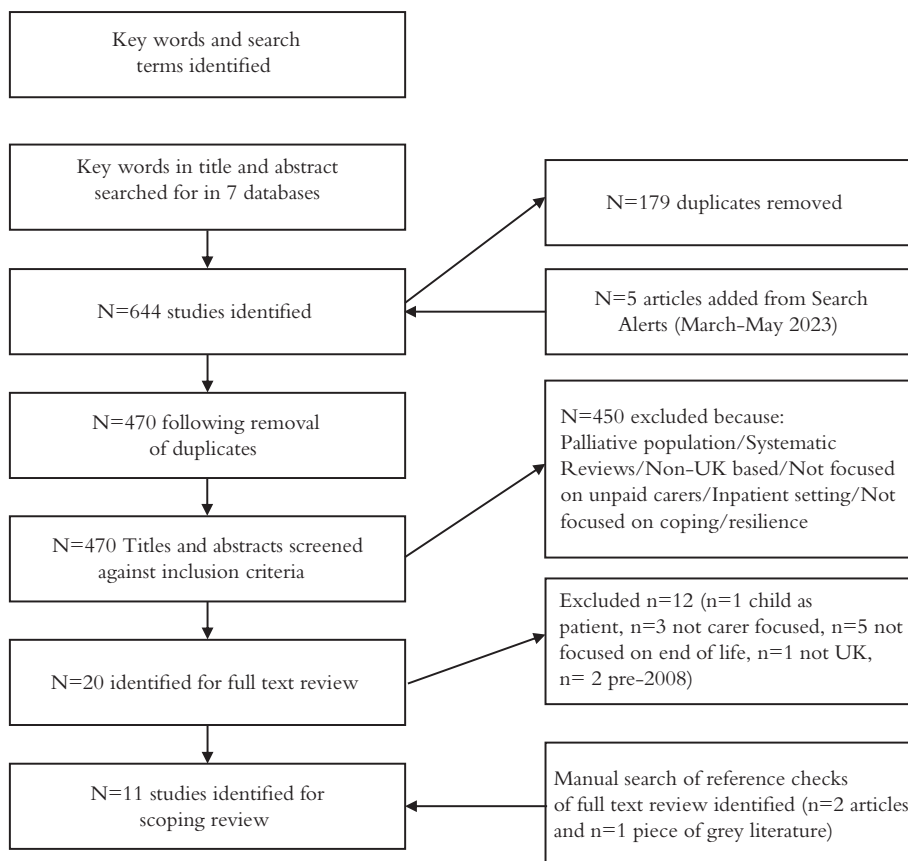 Key words and search
terms identified
Key words in title and abstract
searched for in 7 databases
N=179 duplicates removed
N=644 studies identified
N=5 articles added from Search
Alerts (March-May 2023)
N=470 following removal
of duplicates
N=450 excluded because:
Palliative population/Systematic
Reviews/Non-UK based/Not focused
on unpaid carers/Inpatient setting/Not
focused on coping/resilience
N=470 Titles and abstracts screened
against inclusion criteria
Excluded n=12 (n=1 child as
patient, n=3 not carer focused, n=5 not
focused on end of life, n=1 not UK,
n= 2 pre-2008)
N=20 identified for full text review
N=11 studies identified for
scoping review
Manual search of reference checks
of full text review identified (n=2 articles
and n=1 piece of grey literature)